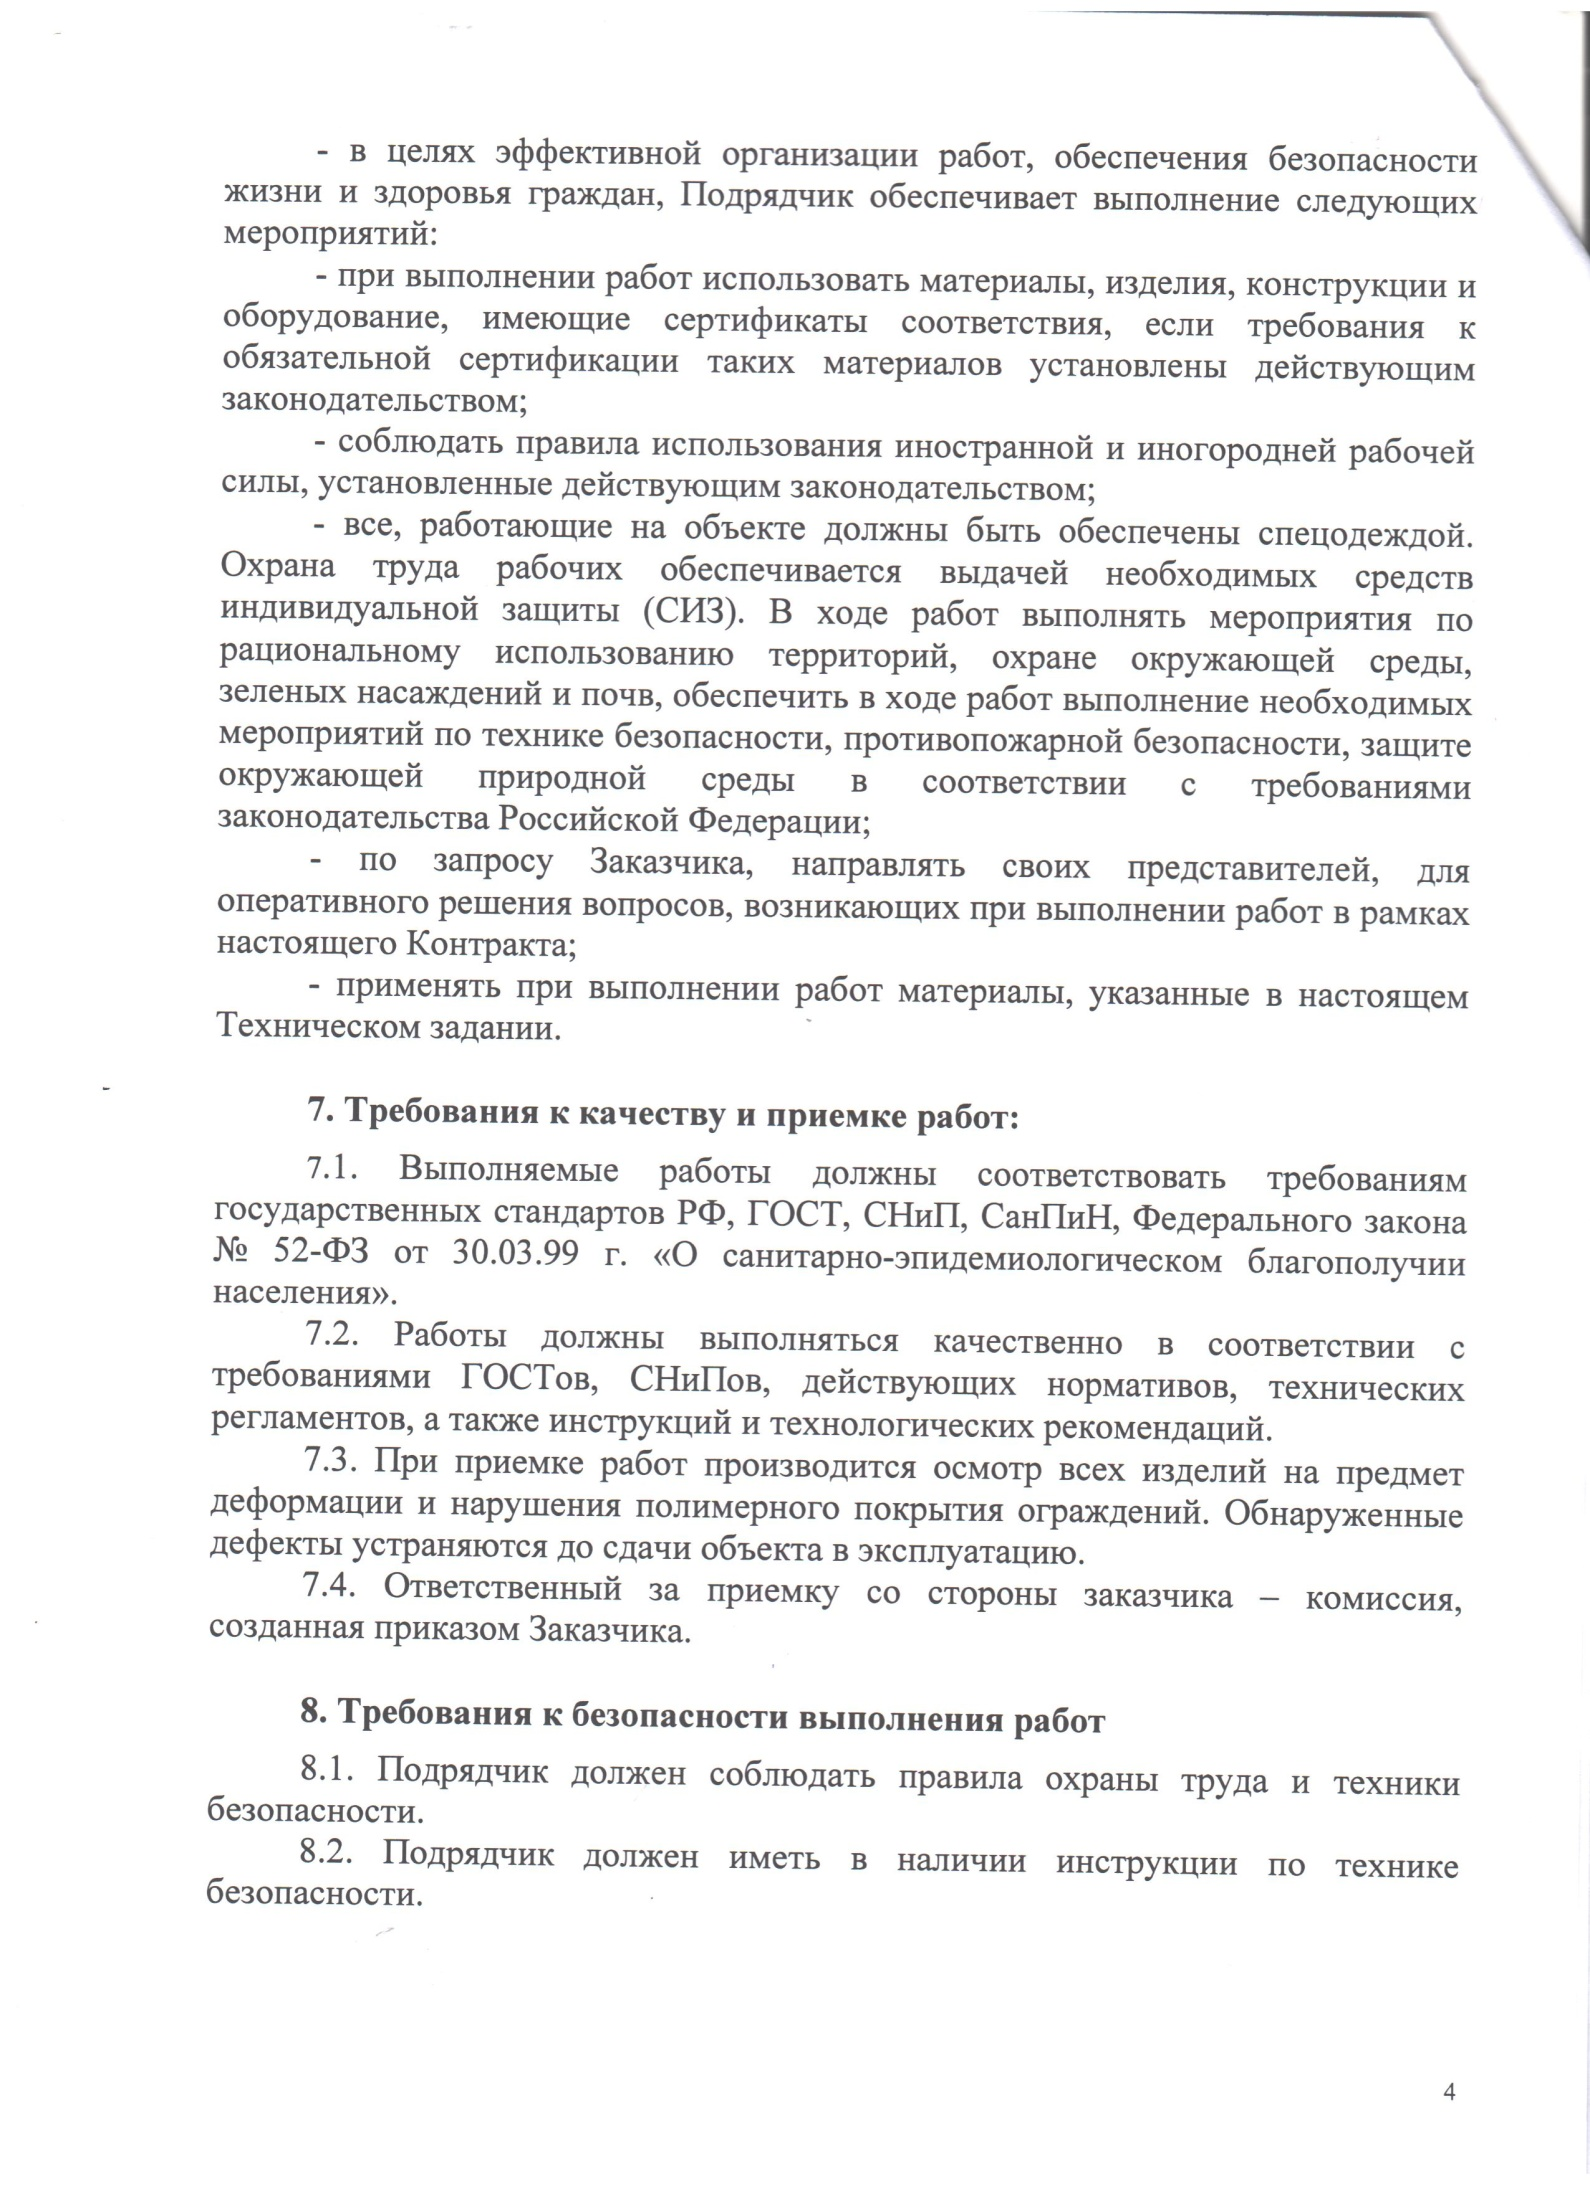 - в целях эффективной организации работ, обеспечения безопасности
жизни и здоровья граждан, Подрядчик обеспечивает выполнение следующих
мероприятий:
- при выполнении работ использовать материалы, изделия, конструкции и
оборудование, имеющие сертификаты соответствия, если требования к
обязательной сертификации таких материалов установлены действующим
законодательством;
- соблюдать правила использования иностранной и иногородней рабочей
силы, установленные действующим законодательством;
- все, работающие на объекте должны быть обеспечены спецодеждой.
Охрана труда рабочих обеспечивается выдачей необходимых средств
индивидуальной защиты (СИЗ). В ходе работ выполнять мероприятия по
рациональному использованию территорий, охране окружающей среды,
зеленых насаждений и почв, обеспечить в ходе работ выполнение необходимых
мероприятий по технике безопасности, противопожарной безопасности, защите
окружающей природной среды в соответствии с требованиями
законодательства Российской Федерации;
- по запросу Заказчика, направлять своих представителей, для
оперативного решения вопросов, возникающих при выполнении работ в рамках
настоящего Контракта;
- применять при выполнении работ материалы, указанные в настоящем
Техническом задании.
7. Требования к качеству и приемке работ:
7.1. Выполняемые работы должны соответствовать требованиям
государственных стандартов РФ, ГОСТ, СНиП, СанПиН, Федерального закона
№ 52-ФЗ от 30.03.99 г. «О санитарно-эпидемиологическом благополучии
населения».
7.2. Работы должны выполняться качественно в соответствии с
требованиями ГОСТов, СНиПов, действующих нормативов, технических
регламентов, а также инструкций и технологических рекомендаций.
7.3. При приемке работ производится осмотр всех изделий на предмет
деформации и нарушения полимерного покрытия ограждений. Обнаруженные
дефекты устраняются до сдачи объекта в эксплуатацию.
7.4. Ответственный за приемку со стороны заказчика – комиссия,
созданная приказом Заказчика.
8. Требования к безопасности выполнения работ
8.1. Подрядчик должен соблюдать правила охраны труда и техники
безопасности.
8.2. Подрядчик должен иметь в наличии инструкции по технике
безопасности.
4